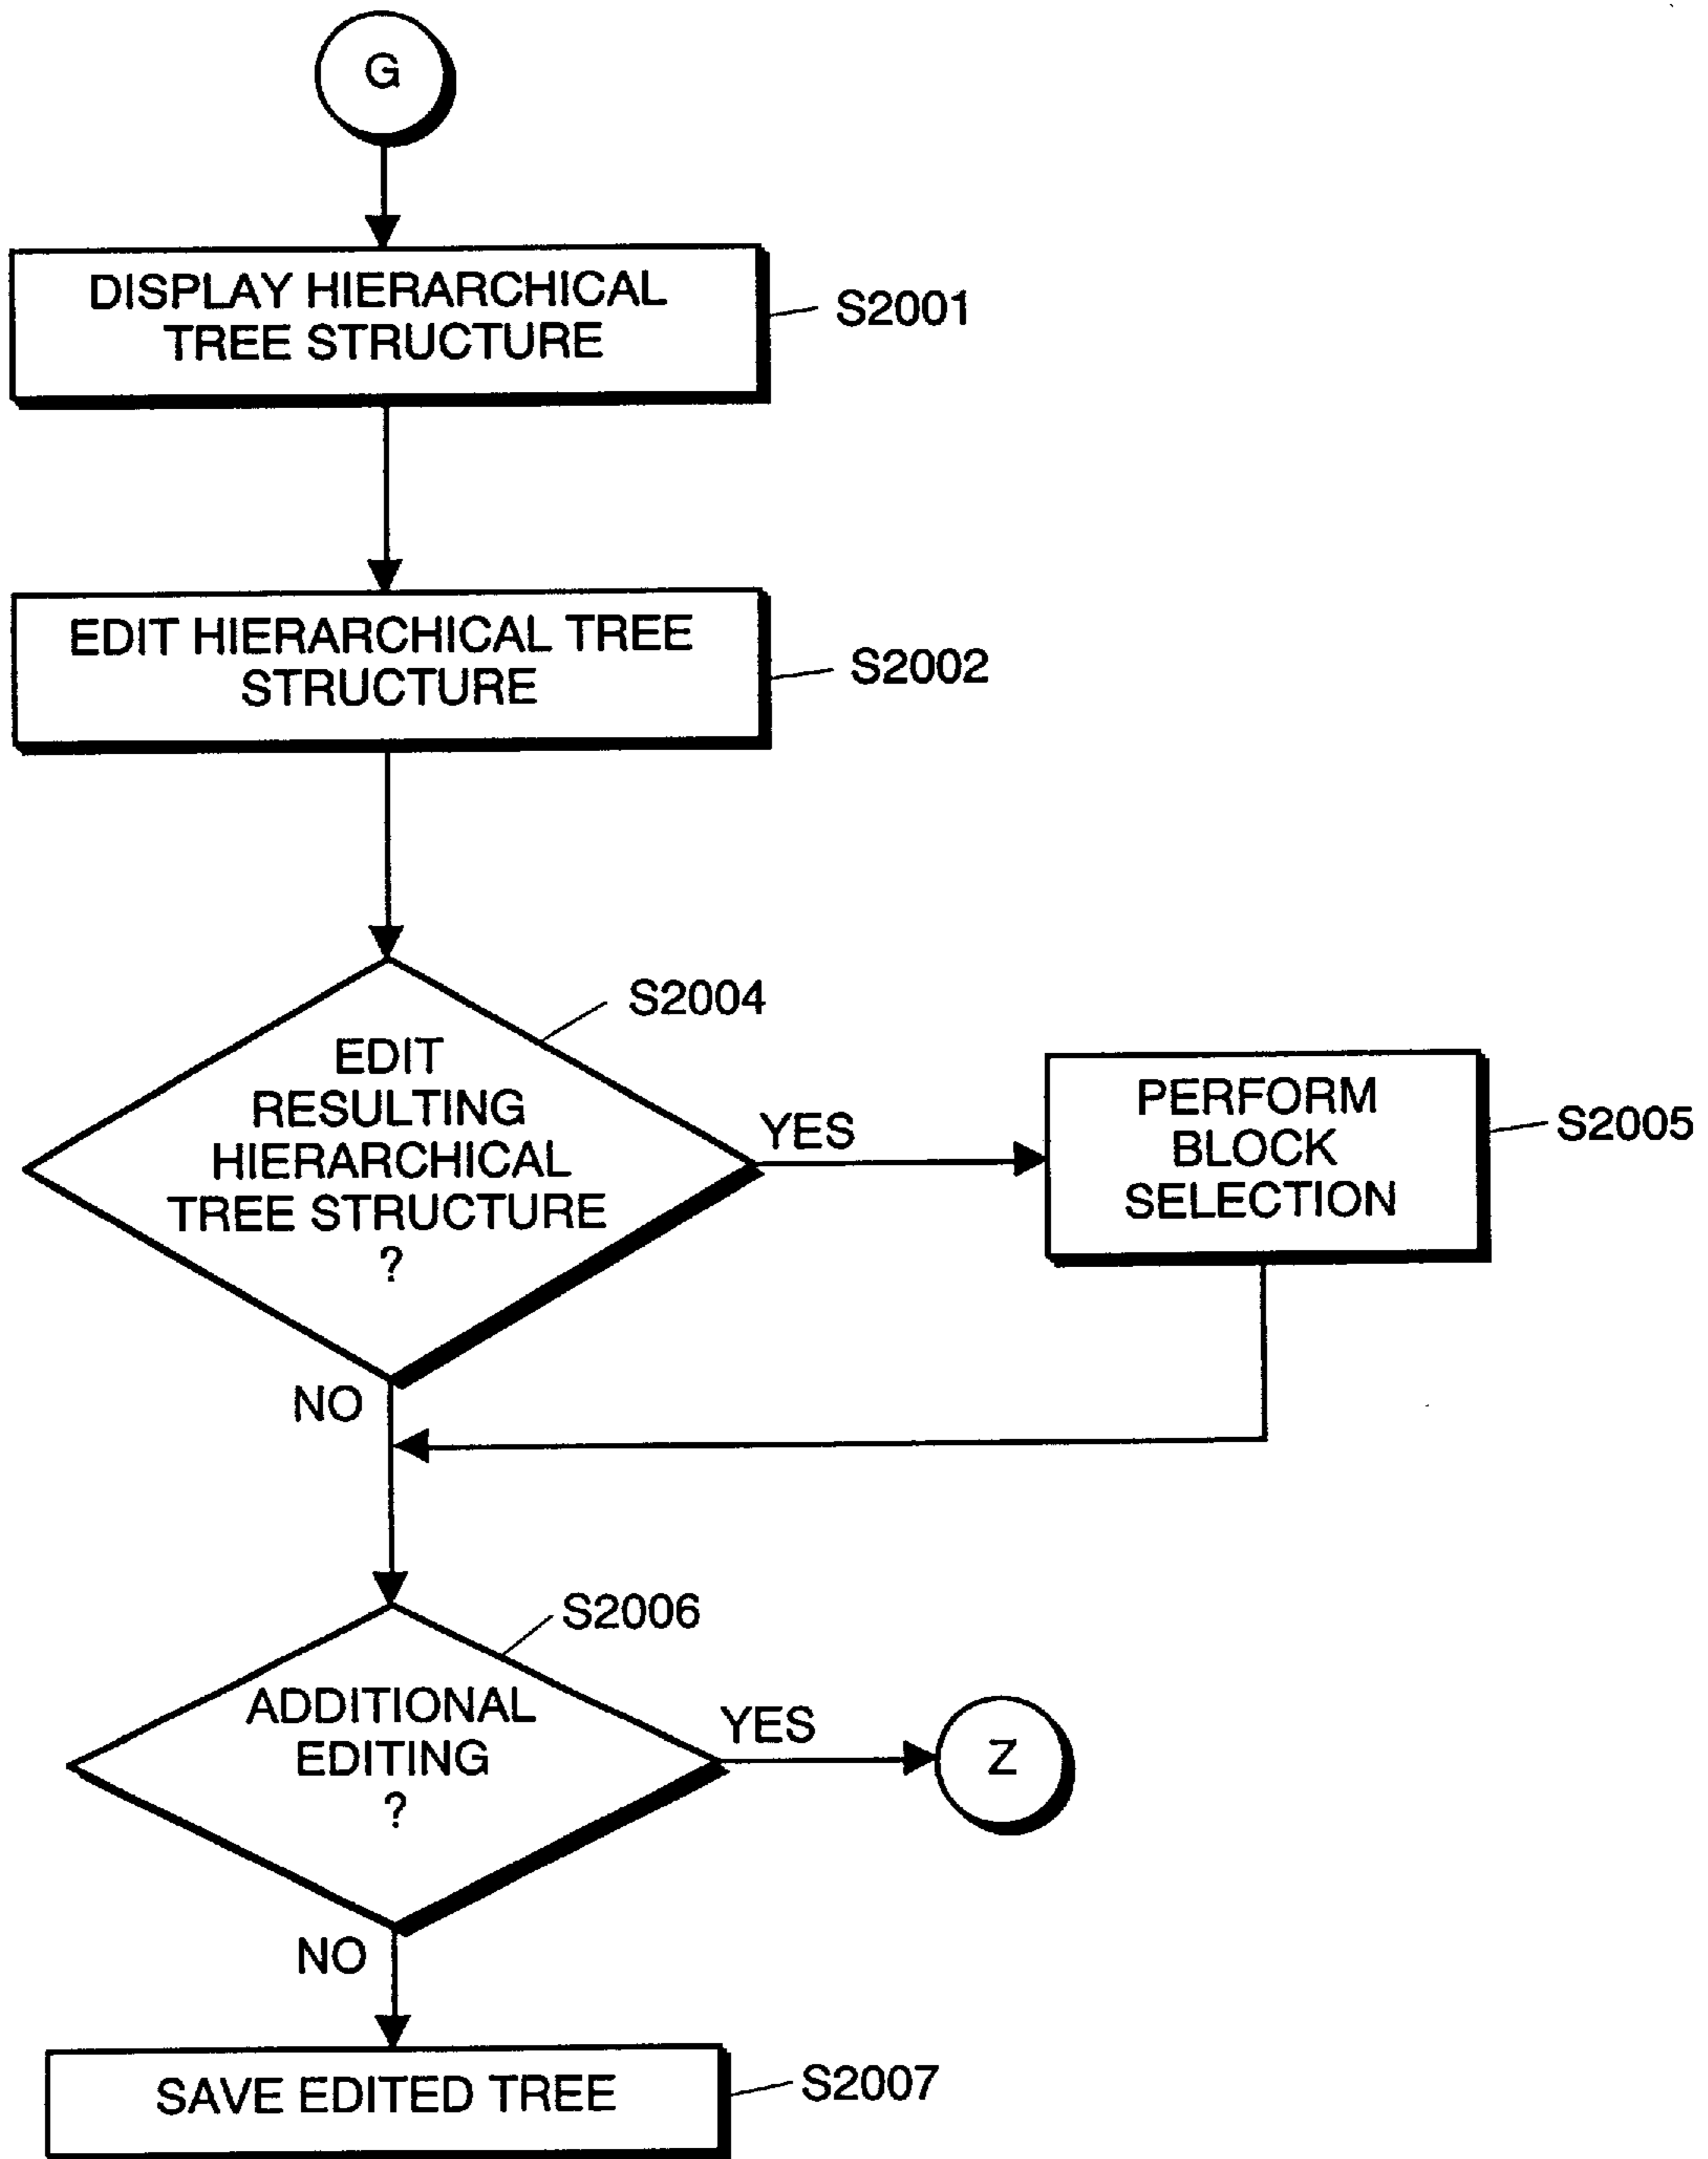 G
DISPLAY HIERARCHICAL
TREE STRUCTURE
S2001
EDIT HIERARCHICAL TREE
STRUCTURE
S2002
S2004
EDIT
RESULTING
HIERARCHICAL
TREE STRUCTURE
?
YES
PERFORM
BLOCK
SELECTION
S2005
NO
S2006
ADDITIONAL
EDITING
?
YES
Z
NO
SAVE EDITED TREE
S2007